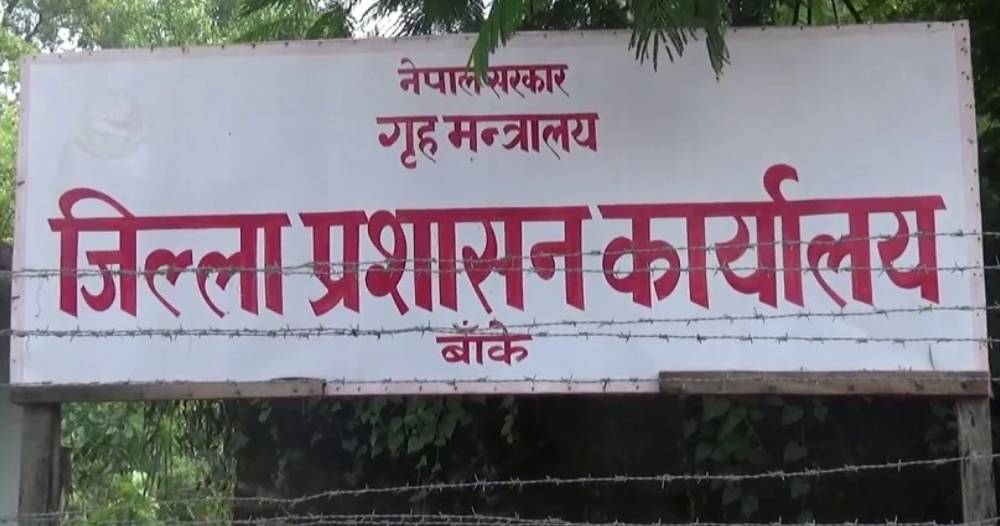 नेपाल सरकार
गृह मन्त्रालय
जिल्ला प्रशासन कार्यालय
बाँके